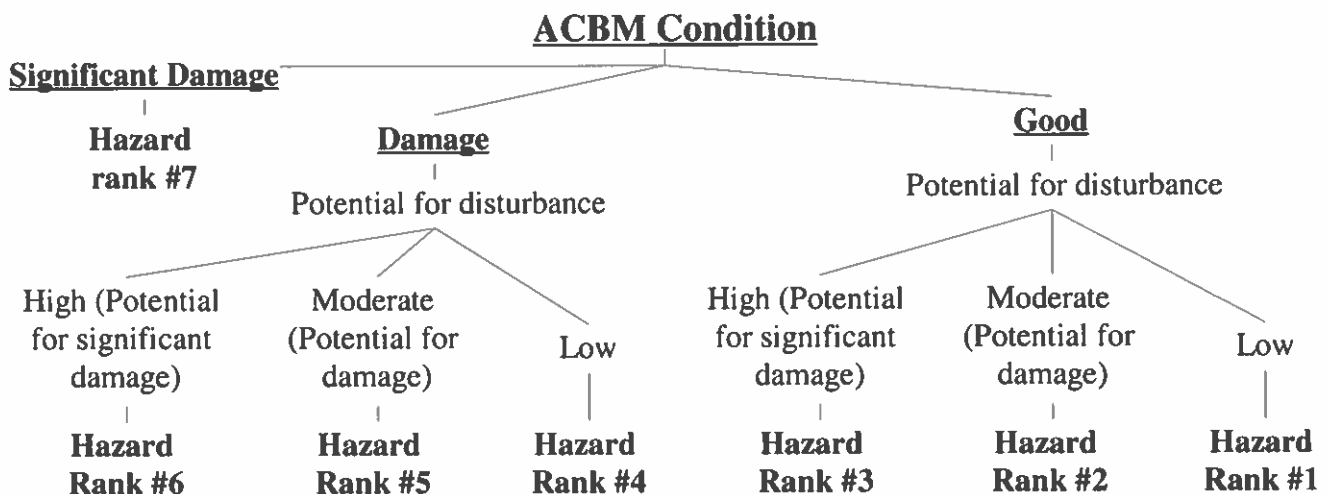 ACBM Condition
Significant Damage
Hazard
rank #7
Damage
Potential for disturbance
High (Potential
for significant
damage)
Hazard
Rank #6
Moderate
(Potential for
damage)
Hazard
Rank #5
Low
Hazard
Rank #4
Good
Potential for disturbance
High (Potential
for significant
damage)
Hazard
Rank #3
Moderate
(Potential for
damage)
Hazard
Rank #2
Low
Hazard
Rank #1